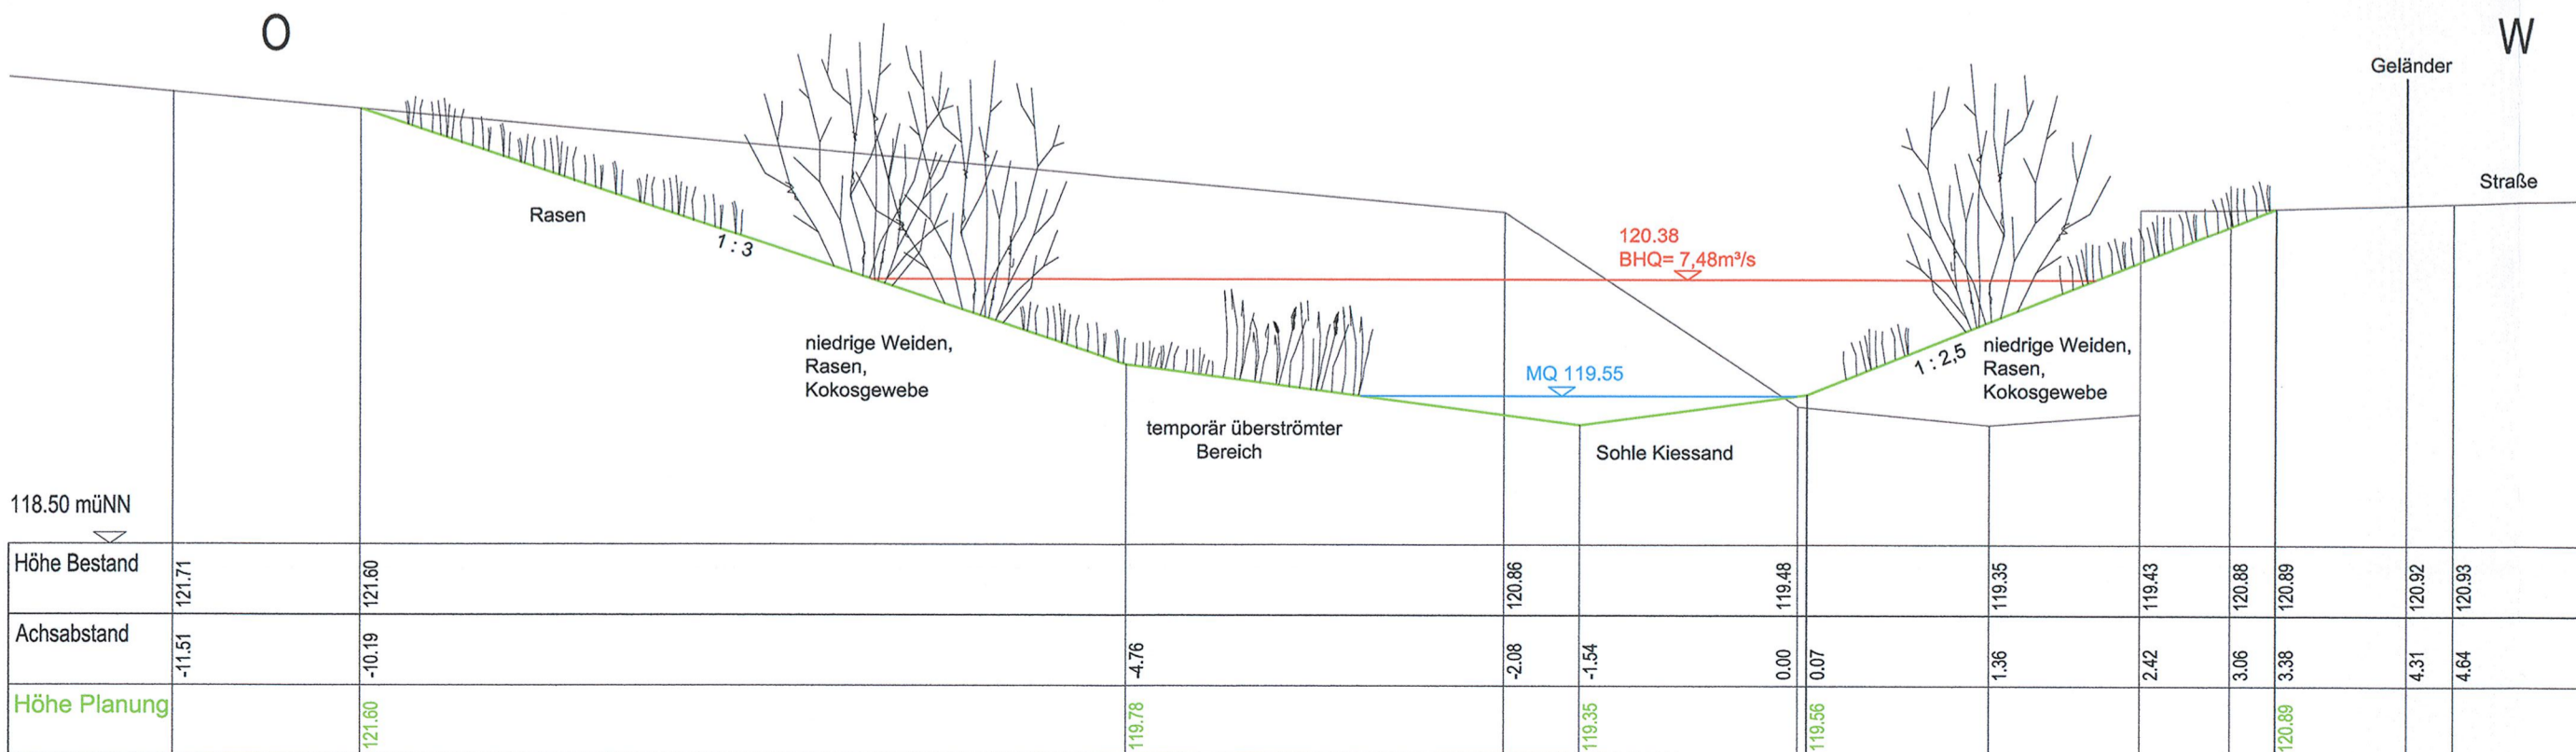 O
W
Geländer
Straße
Rasen
1 : 3
120.38
BHQ= 7,48m³/s
niedrige Weiden,
Rasen,
Kokosgewebe
MQ 119.55
1 : 2,5
niedrige Weiden,
Rasen,
Kokosgewebe
temporär überströmter
Bereich
Sohle Kiessand
118.50 müNN
Höhe Bestand 121.71 121.60 120.86 119.48 119.35 119.43 120.88 120.89 120.92 120.93
Achsabstand -11.51 -10.19 -4.76 -2.08 -1.54 0.00 0.07 1.36 2.42 3.06 3.38 4.31 4.64
Höhe Planung 121.60 119.78 119.35 119.56 120.89